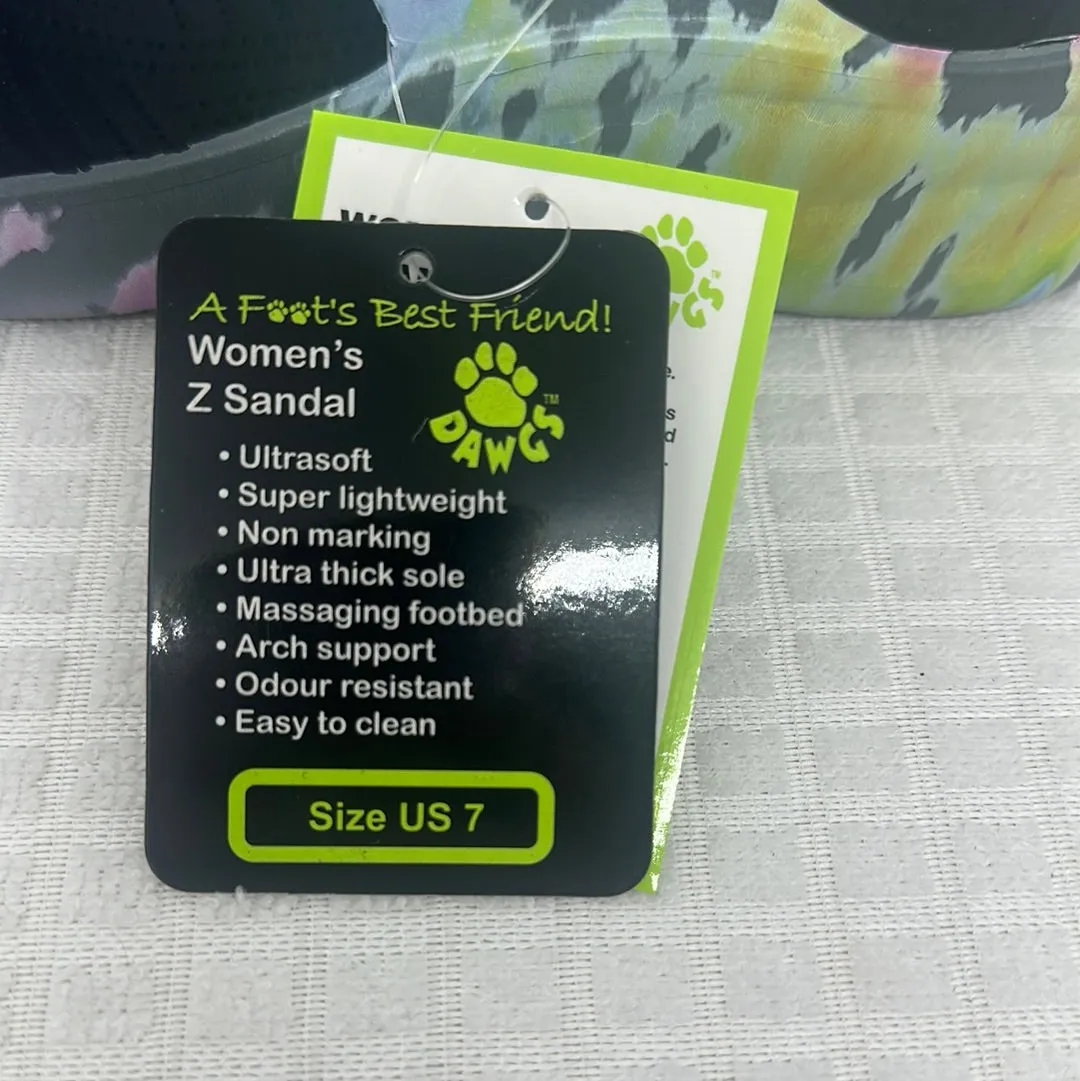 A Foot's Best Friend!
Women's
Z Sandal
DAWGS™
• Ultrasoft
• Super lightweight
• Non marking
• Ultra thick sole
• Massaging footbed
• Arch support
• Odour resistant
• Easy to clean
Size US 7